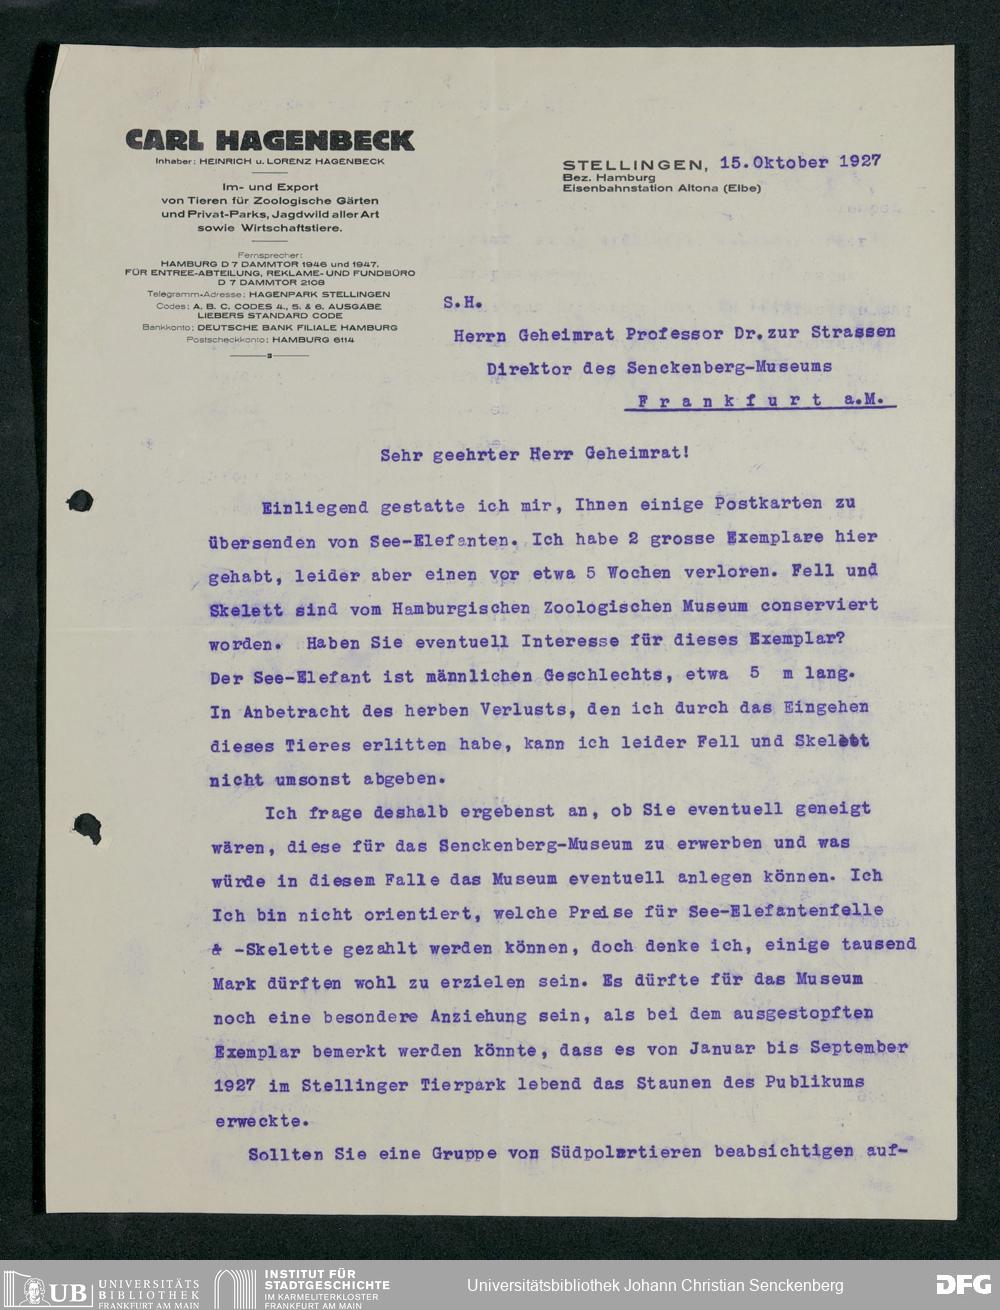 CARL HAGENBECK
Inhaber: HEINRICH u. LORENZ HAGENBECK
Im- und Export
von Tieren für Zoologische Gärten
und Privat-Parks, Jagdwild aller Art
sowie Wirtschaftstiere.
Fernsprecher:
HAMBURG D 7 DAMMTOR 1946 und 1947.
FÜR ENTREE-ABTEILUNG, REKLAME- UND FUNDBÜRO
D 7 DAMMTOR 2108
Telegramm-Adresse: HAGENPARK STELLINGEN
Codes: A. B. C. CODES 4., 5. & 6. AUSGABE
LIEBERS STANDARD CODE
Bankkonto: DEUTSCHE BANK FILIALE HAMBURG
Postscheckkonto: HAMBURG 6114
STELLINGEN, 15.Oktober 1927
Bez. Hamburg
Eisenbahnstation Altona (Elbe)
S.H.
Herrn Geheimrat Professor Dr.zur Strassen
Direktor des Senckenberg-Museums
F r a n k f u r t a.M.
Sehr geehrter Herr Geheimrat!
Einliegend gestatte ich mir, Ihnen einige Postkarten zu
übersenden von See-Elefanten. Ich habe 2 grosse Exemplare hier
gehabt, leider aber einen vor etwa 5 Wochen verloren. Fell und
Skelett sind vom Hamburgischen Zoologischen Museum conserviert
worden. Haben Sie eventuell Interesse für dieses Exemplar?
Der See-Elefant ist männlichen Geschlechts, etwa 5 m lang.
In Anbetracht des herben Verlusts, den ich durch das Eingehen
dieses Tieres erlitten habe, kann ich leider Fell und Skelett
nicht umsonst abgeben.
Ich frage deshalb ergebenst an, ob Sie eventuell geneigt
wären, diese für das Senckenberg-Museum zu erwerben und was
würde in diesem Falle das Museum eventuell anlegen können. Ich
Ich bin nicht orientiert, welche Preise für See-Elefantenfelle
& -Skelette gezahlt werden können, doch denke ich, einige tausend
Mark dürften wohl zu erzielen sein. Es dürfte für das Museum
noch eine besondere Anziehung sein, als bei dem ausgestopften
Exemplar bemerkt werden könnte, dass es von Januar bis September
1927 im Stellinger Tierpark lebend das Staunen des Publikums
erweckte.
Sollten Sie eine Gruppe von Südpolartieren beabsichtigen auf-
UB UNIVERSITÄTS
BIBLIOTHEK
FRANKFURT AM MAIN
INSTITUT FÜR
STADTGESCHICHTE
IM KARMELITERKLOSTER
FRANKFURT AM MAIN
Universitätsbibliothek Johann Christian Senckenberg
DFG